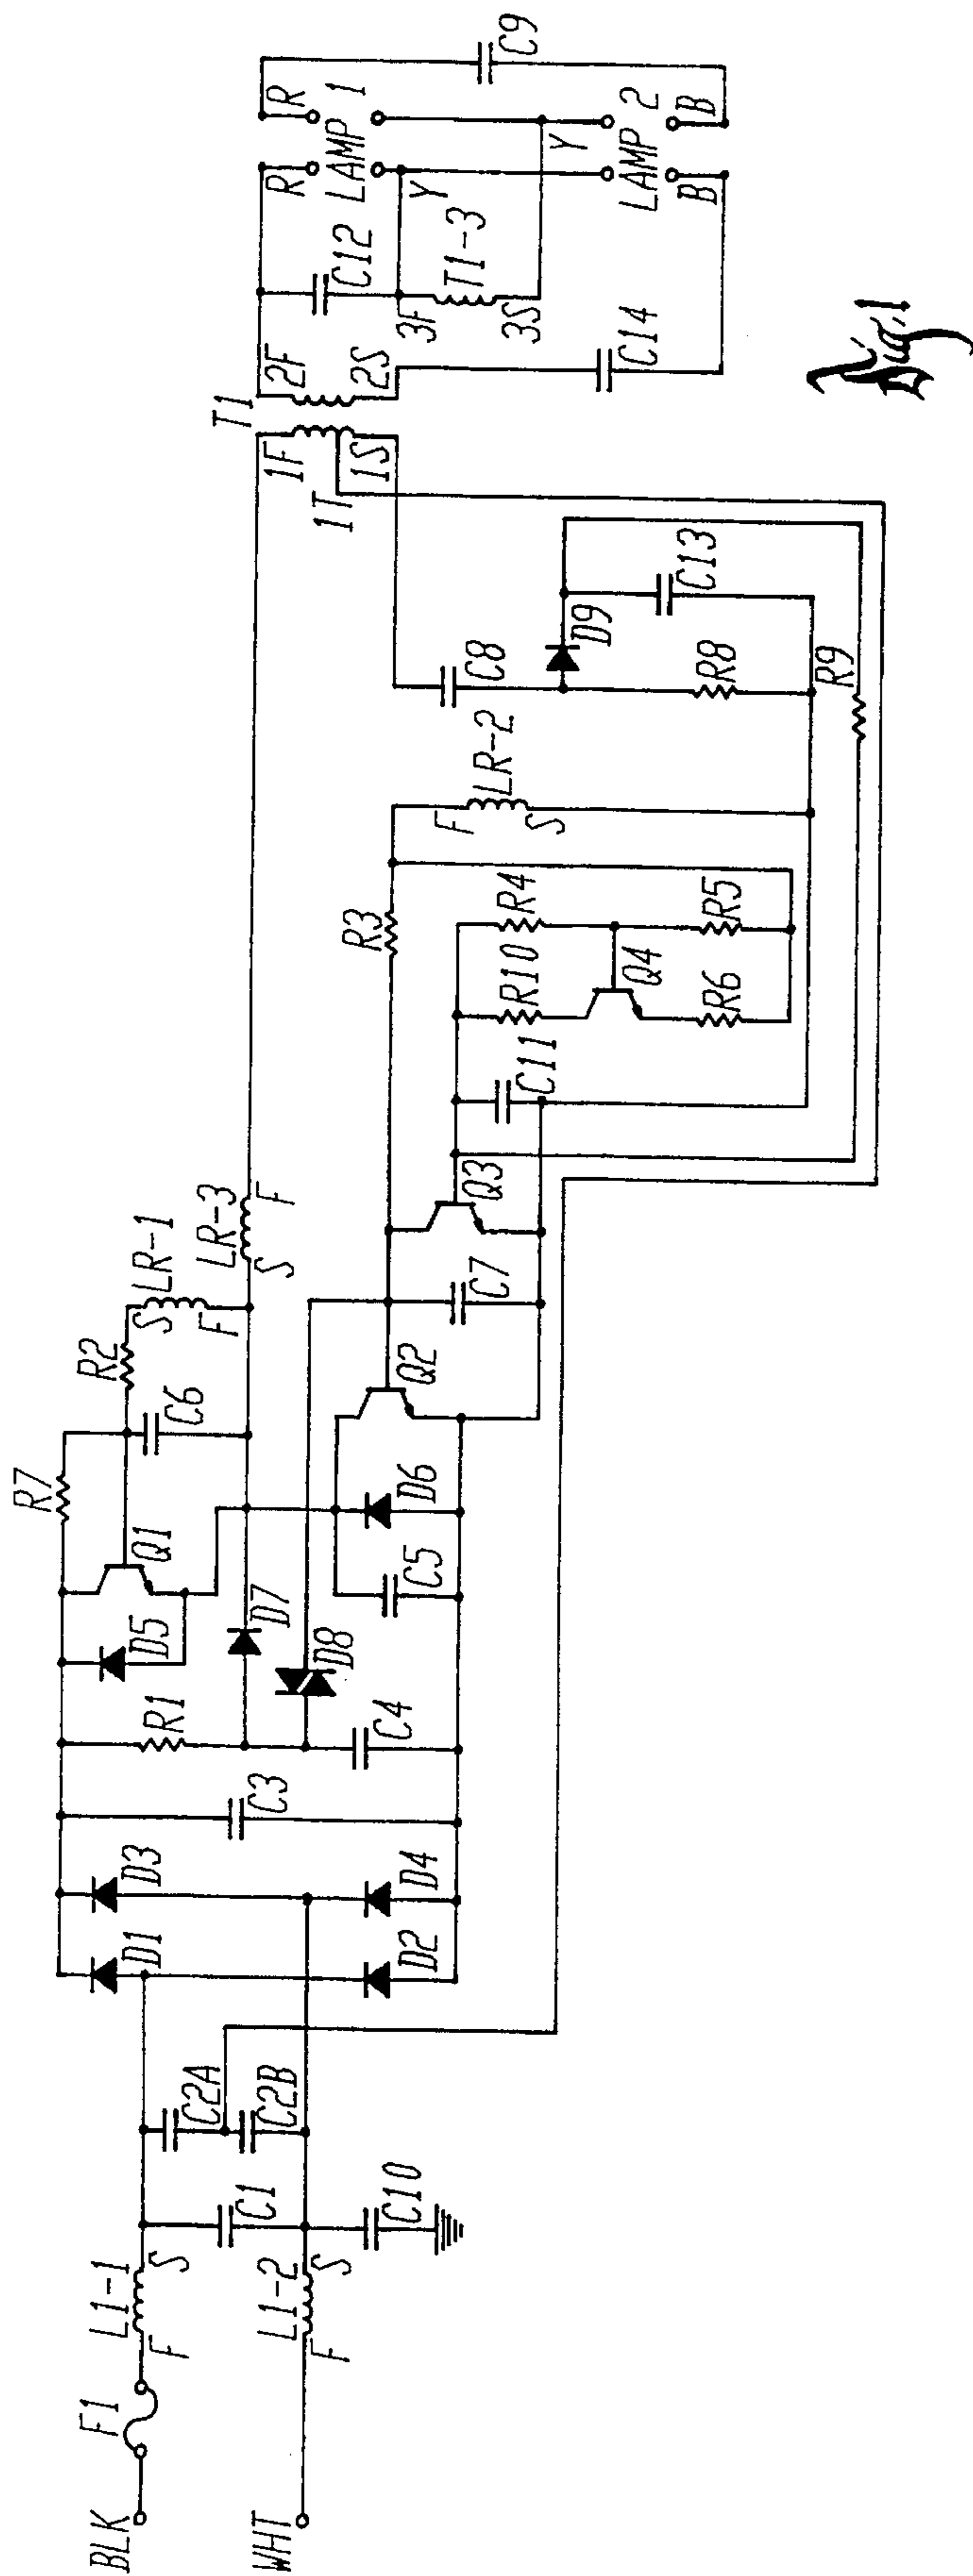 BLK
F1
F
L1-1
S
WHT
F
L1-2
S
C1
C10
C2A
C2B
D1
D3
D2
D4
C3
R1
C4
D5
D7
D8
Q1
R7
C5
D6
C6
R2
S
LR-1
F
S
LR-3
F
Q2
C7
Q3
C11
R3
R10
R4
Q4
R6
R5
F
LR-2
S
C8
D9
R8
C13
R9
T1
1F
1T
1S
2F
2S
C12
3F
T1-3
3S
C14
R
R
LAMP 1
Y
Y
LAMP 2
B
B
C9
Fig.1